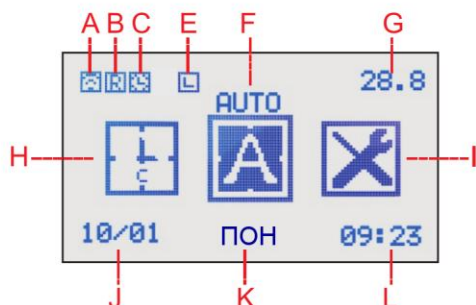 A B C E F G
R L 28.8
AUTO
H C A I
10/01 ПОН 09:23
J K L